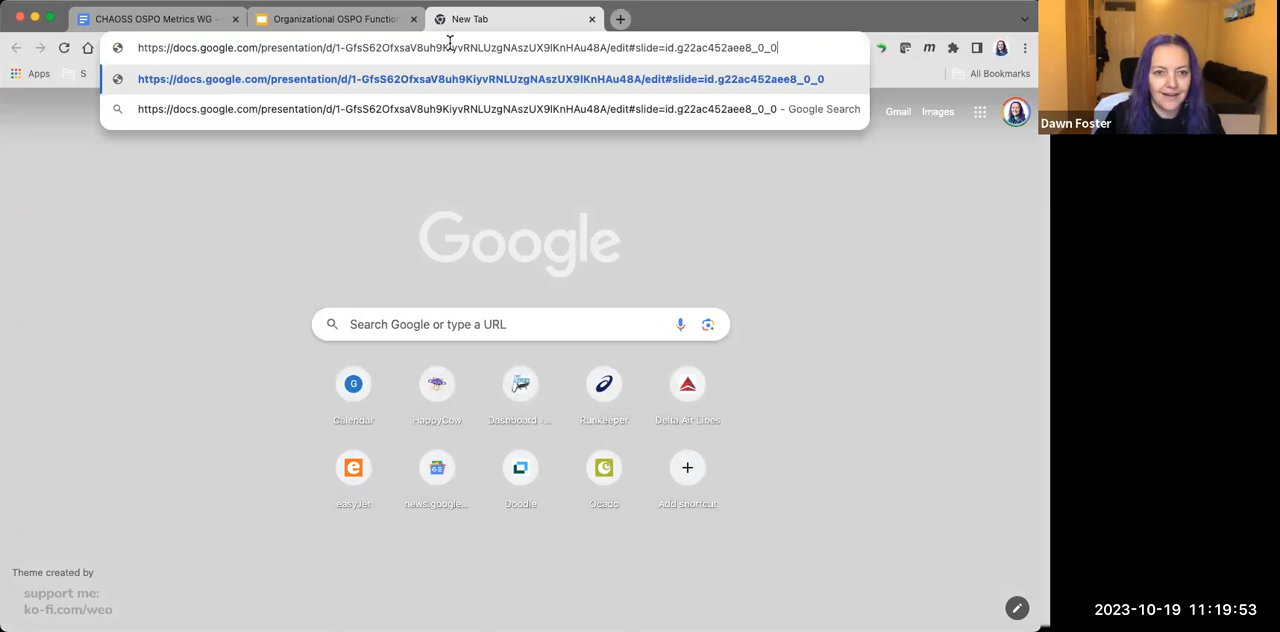 CHAOSS OSPO Metrics WG -
Organizational OSPO Functio
New Tab
https://docs.google.com/presentation/d/1-GfsS62OfxsaV8uh9KiyvRNLUzgNAszUX9lKnHAu48A/edit#slide=id.g22ac452aee8_0_0
Apps
S
All Bookmarks
https://docs.google.com/presentation/d/1-GfsS62OfxsaV8uh9KiyvRNLUzgNAszUX9lKnHAu48A/edit#slide=id.g22ac452aee8_0_0
https://docs.google.com/presentation/d/1-GfsS62OfxsaV8uh9KiyvRNLUzgNAszUX9lKnHAu48A/edit#slide=id.g22ac452aee8_0_0 - Google Search
Gmail Images
Dawn Foster
Google
Search Google or type a URL
G
Calendar HappyCow Dashboard ‹... Runkeeper Delta Air Lines
easyJet news.google... Doodle Ocado Add shortcut
Theme created by
support me:
ko-fi.com/weo
2023-10-19 11:19:53